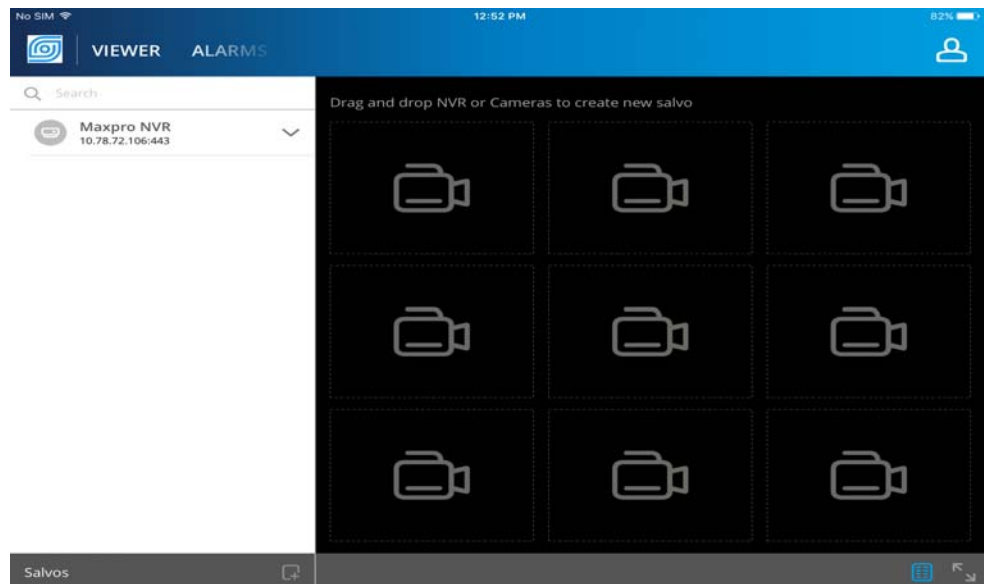 No SIM 12:52 PM 82%
VIEWER ALARMS
Search
Drag and drop NVR or Cameras to create new salvo
Maxpro NVR
10.78.72.106:443
Salvos